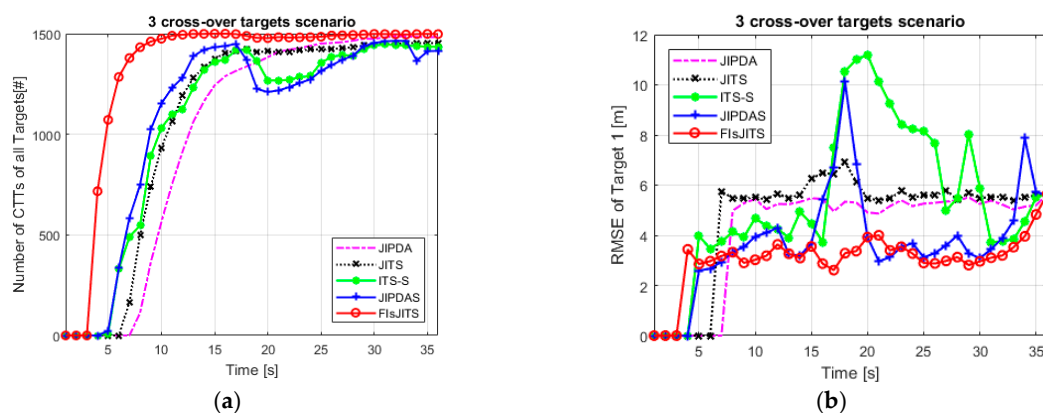 3 cross-over targets scenario
Number of CTTs of all Targets[#]
1500
1000
500
0
JIPDA
JITS
ITS-S
JIPDAS
FIsJITS
5 10 15 20 25 30 35
Time [s]
(a)
3 cross-over targets scenario
RMSE of Target 1 [m]
12
10
8
6
4
2
0
JIPDA
JITS
ITS-S
JIPDAS
FIsJITS
5 10 15 20 25 30 35
Time [s]
(b)